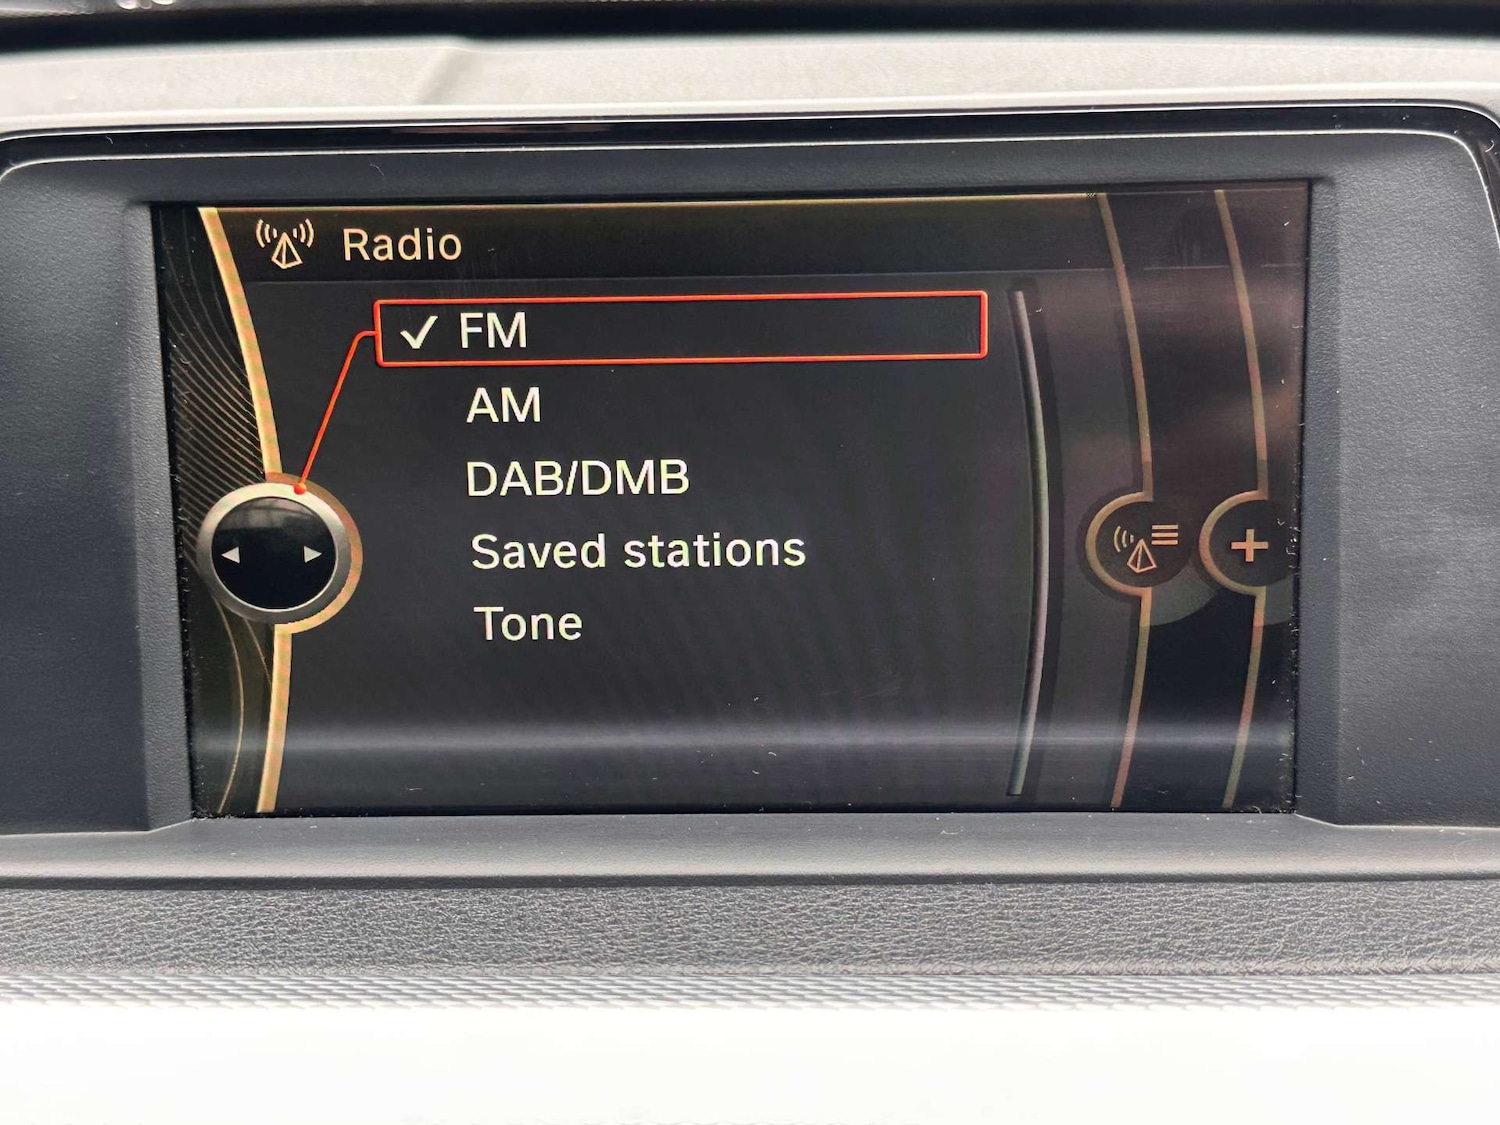 Radio
FM
AM
DAB/DMB
Saved stations
Tone